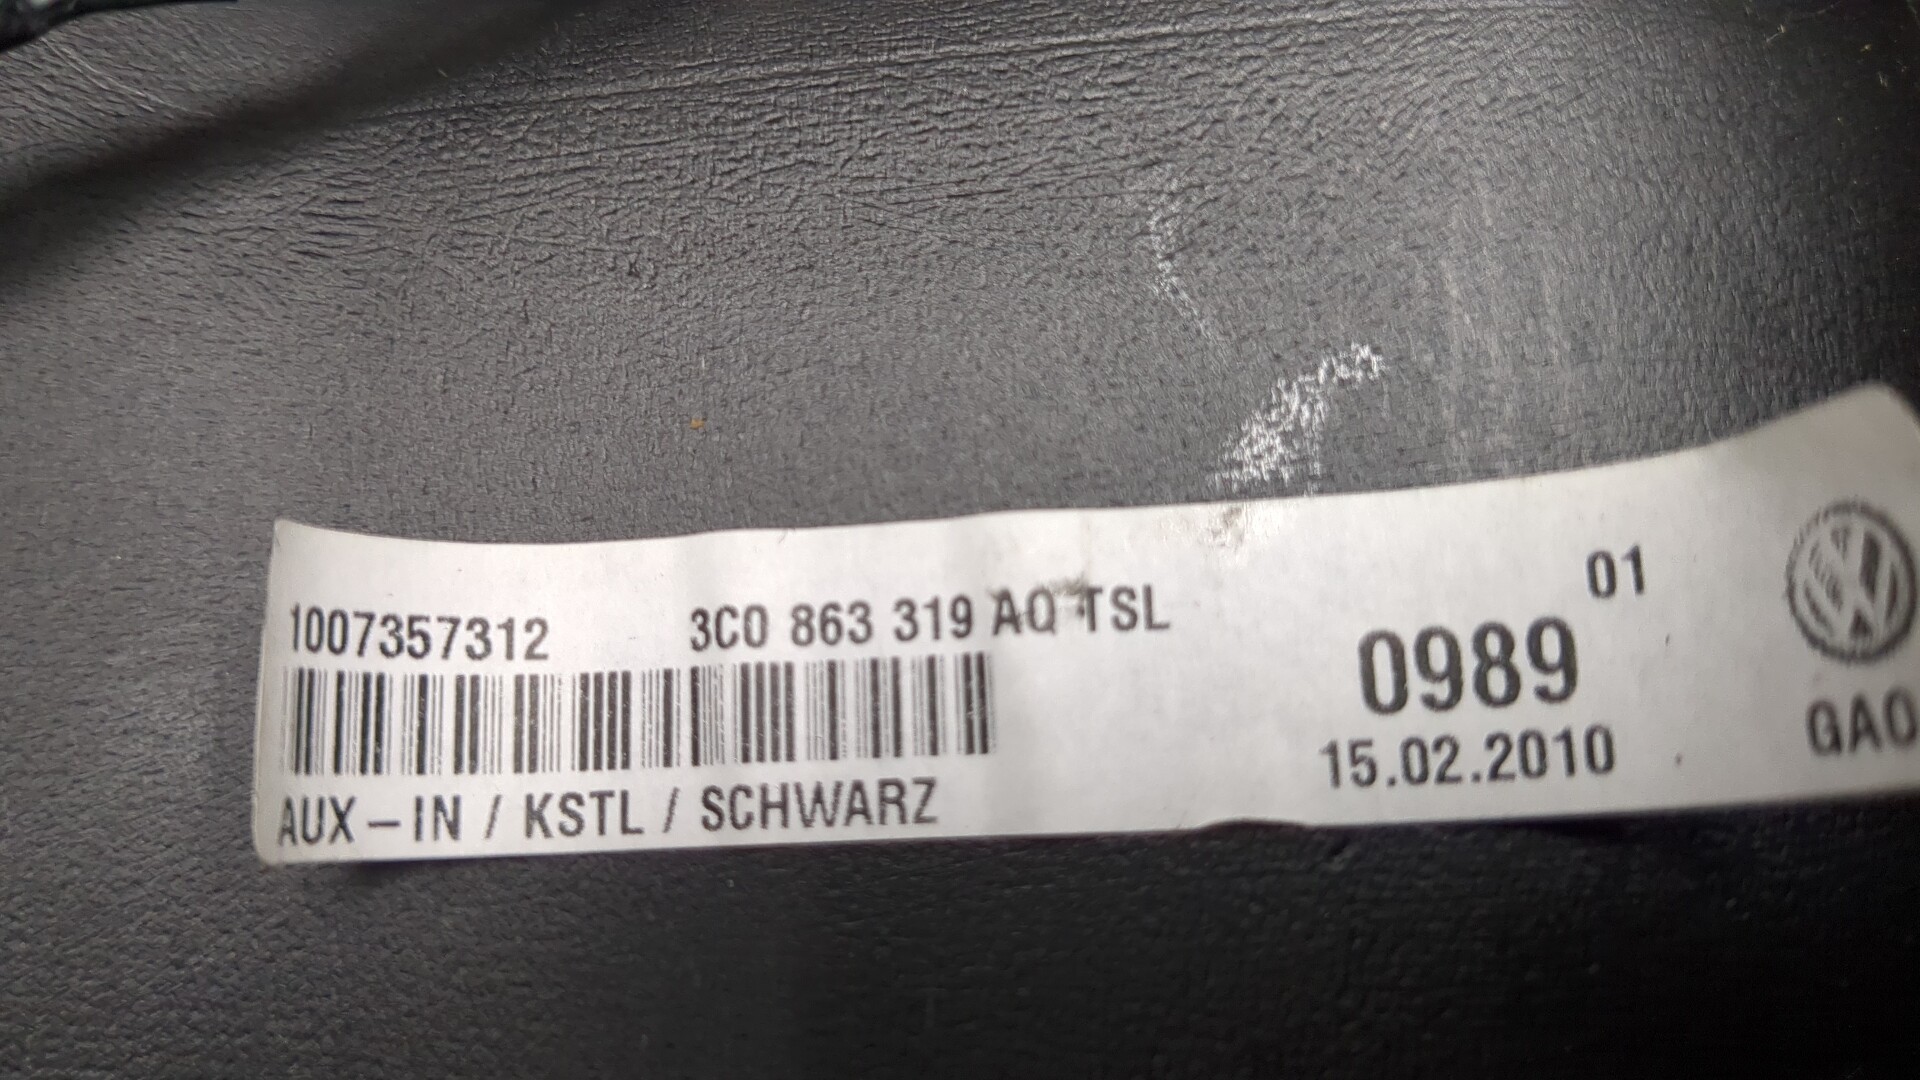 01
1007357312 3C0 863 319 AQ TSL
0989
15.02.2010
GAO
AUX-IN / KSTL / SCHWARZ